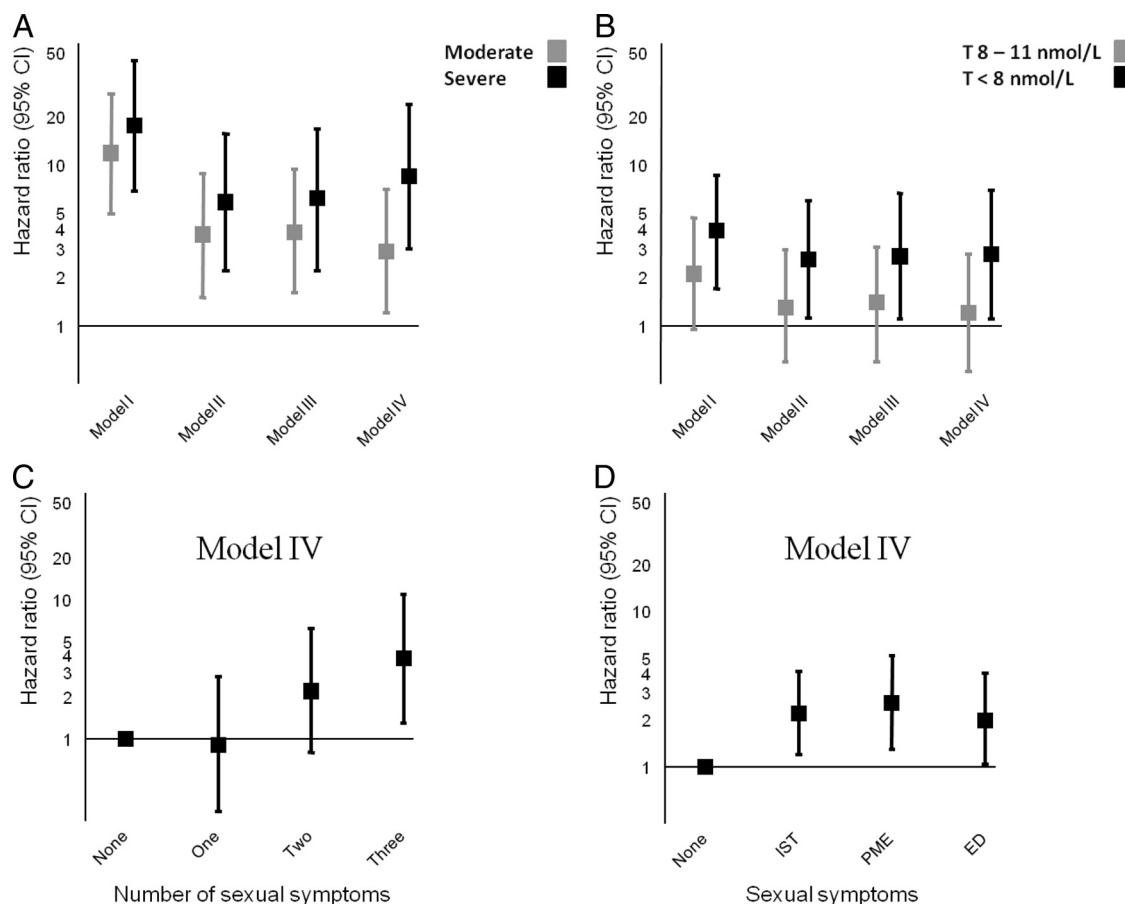 A
Hazard ratio (95% CI)
50
20
10
5
4
3
2
1
Moderate
Severe
Model I
Model II
Model III
Model IV
B
Hazard ratio (95% CI)
50
20
10
5
4
3
2
1
T 8 – 11 nmol/L
T < 8 nmol/L
Model I
Model II
Model III
Model IV
C
Hazard ratio (95% CI)
50
20
10
5
4
3
2
1
Model IV
None
One
Two
Three
Number of sexual symptoms
D
Hazard ratio (95% CI)
50
20
10
5
4
3
2
1
Model IV
None
IST
PME
ED
Sexual symptoms